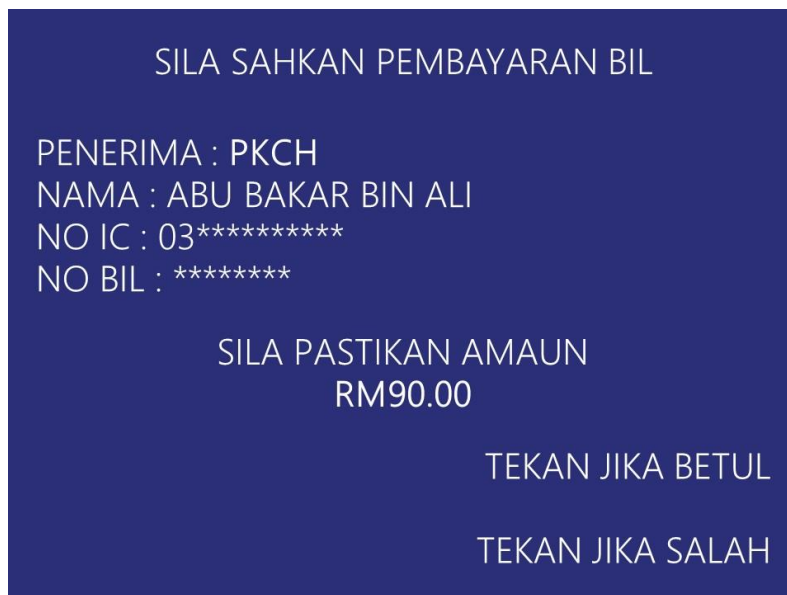 SILA SAHKAN PEMBAYARAN BIL
PENERIMA : PKCH
NAMA : ABU BAKAR BIN ALI
NO IC : 03**********
NO BIL : ********
SILA PASTIKAN AMAUN
RM90.00
TEKAN JIKA BETUL
TEKAN JIKA SALAH